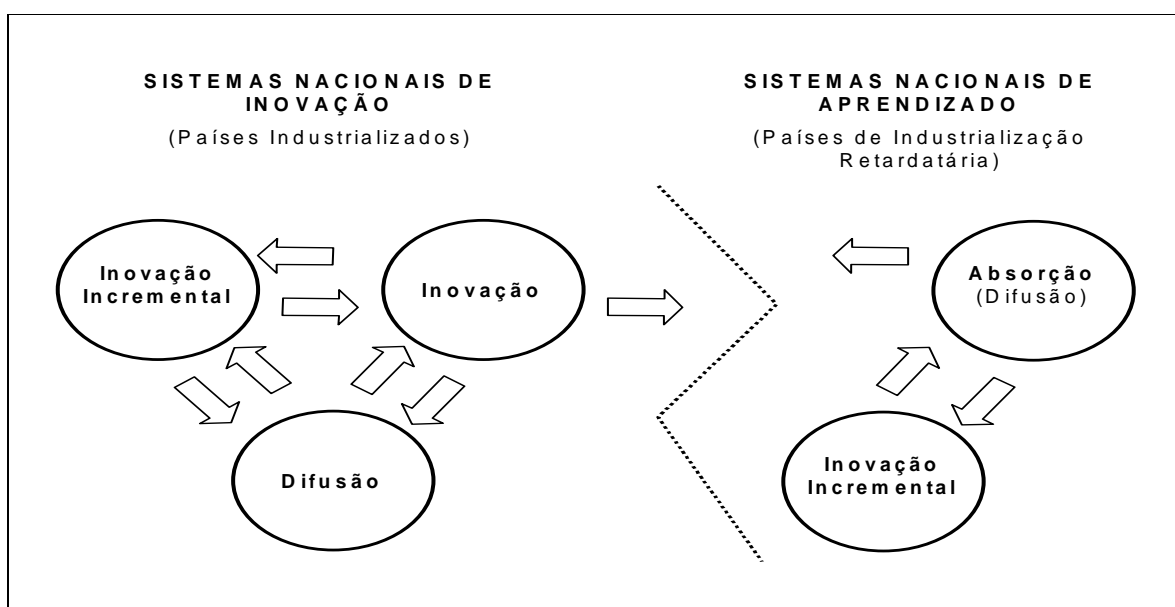 SISTEMAS NACIONAIS DE
INOVAÇÃO
(Países Industrializados)
SISTEMAS NACIONAIS DE
APRENDIZADO
(Países de Industrialização
Retardatária)
Inovação
Incremental
Inovação
Difusão
Absorção
(Difusão)
Inovação
Incremental